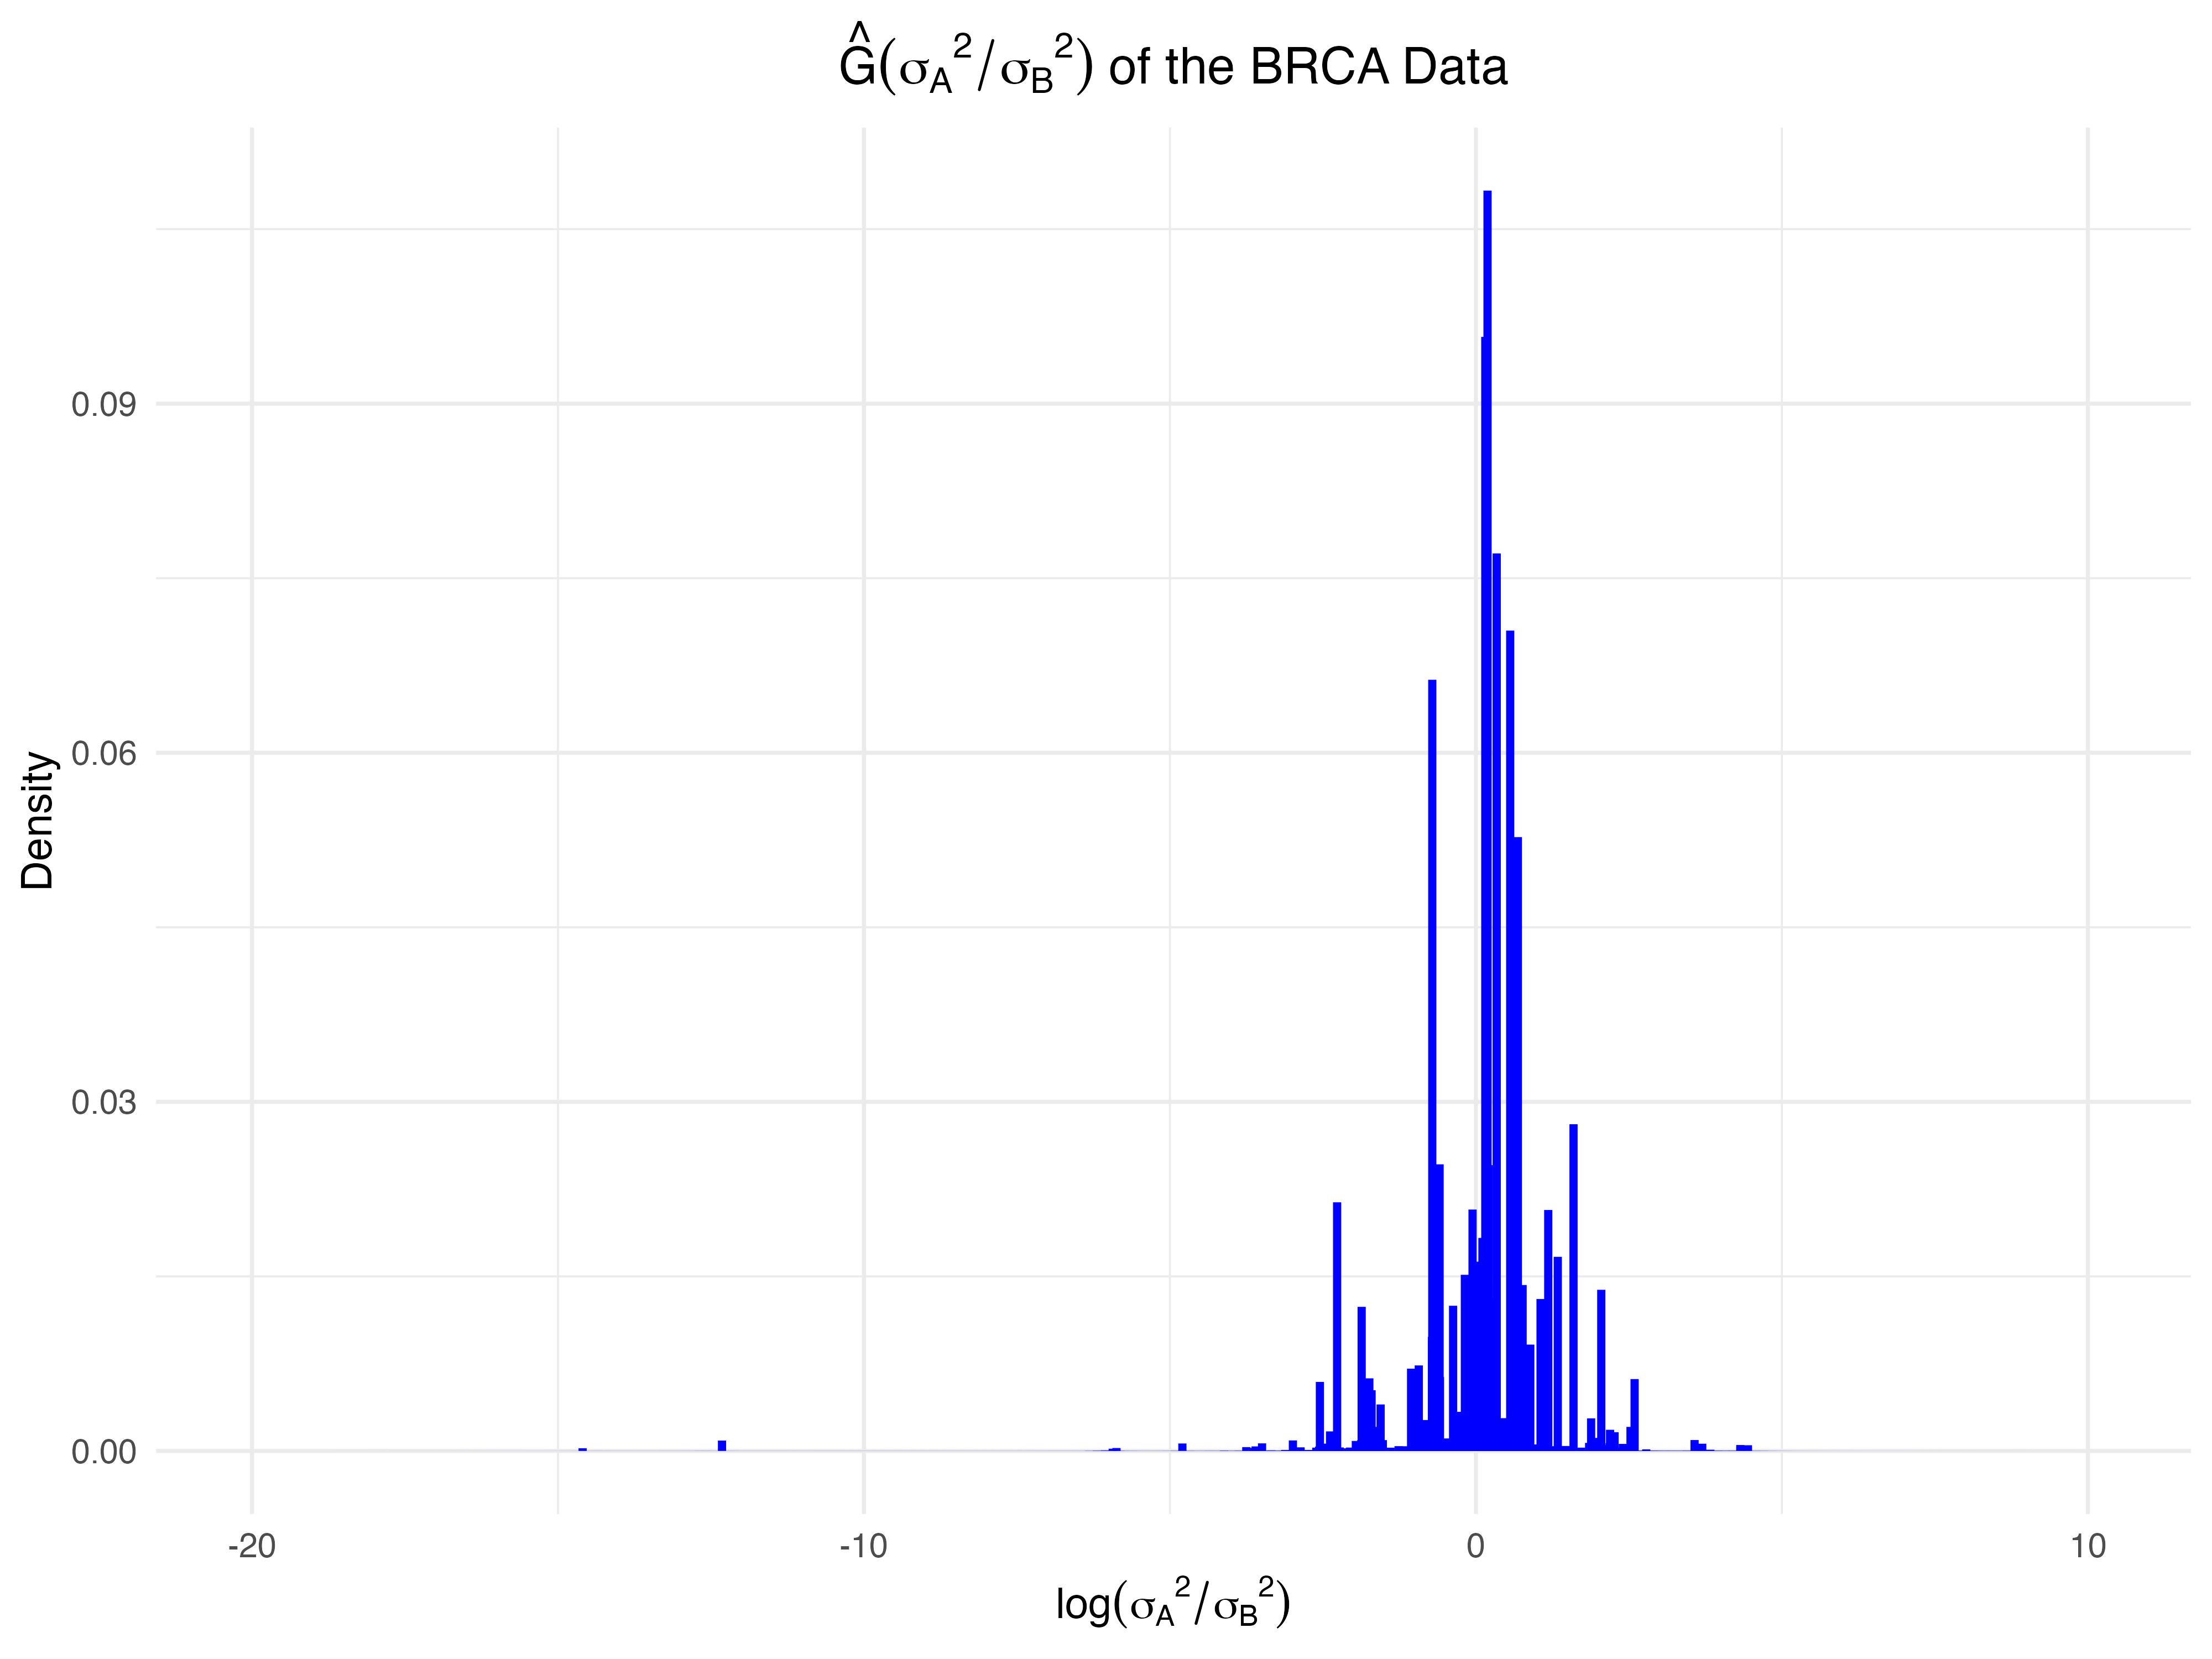 Ĝ(σA²/σB²) of the BRCA Data
Density
0.09
0.06
0.03
0.00
-20 -10 0 10
log(σA²/σB²)